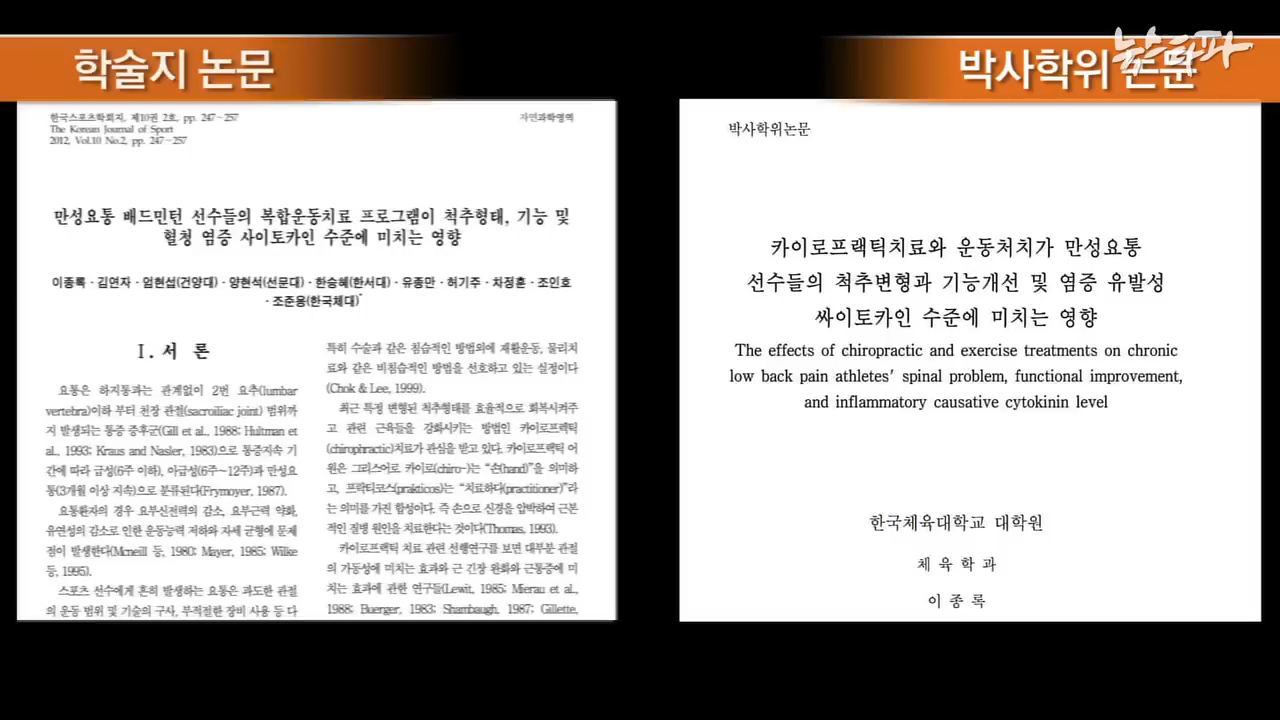 학술지 논문
한국스포츠학회지, 제10권 2호, pp. 247~257
자연과학영역
The Korean Journal of Sport
2012, Vol.10 No.2, pp. 247~257
만성요통 배드민턴 선수들의 복합운동치료 프로그램이 척추형태, 기능 및
혈청 염증 사이토카인 수준에 미치는 영향
이종록 · 김연자 · 엄현섭(건양대) · 양현석(선문대) · 한승혜(한서대) · 유종만 · 허기주 · 차정훈 · 조인호
· 조준용(한국체대)*
I. 서 론
요통은 하지통과는 관계없이 2번 요추(lumbar
vertebra)이하 부터 천장 관절(sacroiliac joint) 범위까
지 발생되는 통증 증후군(Gill et al., 1988; Hultman et
al., 1993; Kraus and Nasler, 1983)으로 통증지속 기
간에 따라 급성(6주 이하), 아급성(6주~12주)과 만성요
통(3개월 이상 지속)으로 분류된다(Frymoyer, 1987).
요통환자의 경우 요부신전력의 감소, 요부근력 약화,
유연성의 감소로 인한 운동능력 저하와 자세 균형에 문제
점이 발생한다(Mcneill 등, 1980; Mayer, 1985; Wilke
등, 1995).
스포츠 선수에게 흔히 발생하는 요통은 과도한 관절
의 운동 범위 및 기술의 구사, 부적절한 장비 사용 등 다
특히 수술과 같은 침습적인 방법외에 재활운동, 물리치
료와 같은 비침습적인 방법을 선호하고 있는 실정이다
(Chok & Lee, 1999).
최근 특정 변형된 척추형태를 효율적으로 회복시켜주
고 관련 근육들을 강화시키는 방법인 카이로프렉틱
(chirophractic)치료가 관심을 받고 있다. 카이로프랙틱 어
원은 그리스어로 카이로(chiro-)는 “손(hand)”을 의미하
고, 프락티코스(prakticos)는 “치료하다(practitioner)”라
는 의미를 가진 합성이다. 즉 손으로 신경을 압박하여 근본
적인 질병 원인을 치료한다는 것이다(Thomas, 1993).
카이로프랙틱 치료 관련 선행연구를 보면 대부분 관절
의 가동성에 미치는 효과와 근 긴장 완화와 근통증에 미
치는 효과에 관한 연구들(Lewit, 1985; Mierau et al.,
1988; Buerger, 1983; Shambaugh, 1987; Gillette,
뉴스타파
박사학위 논문
박사학위논문
카이로프랙틱치료와 운동처치가 만성요통
선수들의 척추변형과 기능개선 및 염증 유발성
싸이토카인 수준에 미치는 영향
The effects of chiropractic and exercise treatments on chronic
low back pain athletes' spinal problem, functional improvement,
and inflammatory causative cytokinin level
한국체육대학교 대학원
체 육 학 과
이 종 록